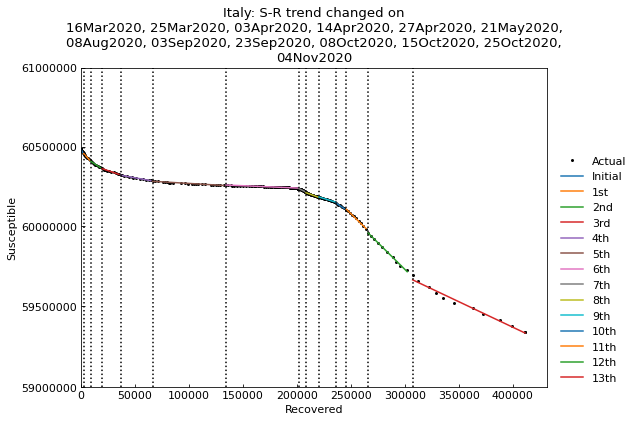 Italy: S-R trend changed on
16Mar2020, 25Mar2020, 03Apr2020, 14Apr2020, 27Apr2020, 21May2020,
08Aug2020, 03Sep2020, 23Sep2020, 08Oct2020, 15Oct2020, 25Oct2020,
04Nov2020
61000000
60500000
60000000
59500000
59000000
Susceptible
0
50000
100000
150000
200000
250000
300000
350000
400000
Recovered
Actual
Initial
1st
2nd
3rd
4th
5th
6th
7th
8th
9th
10th
11th
12th
13th